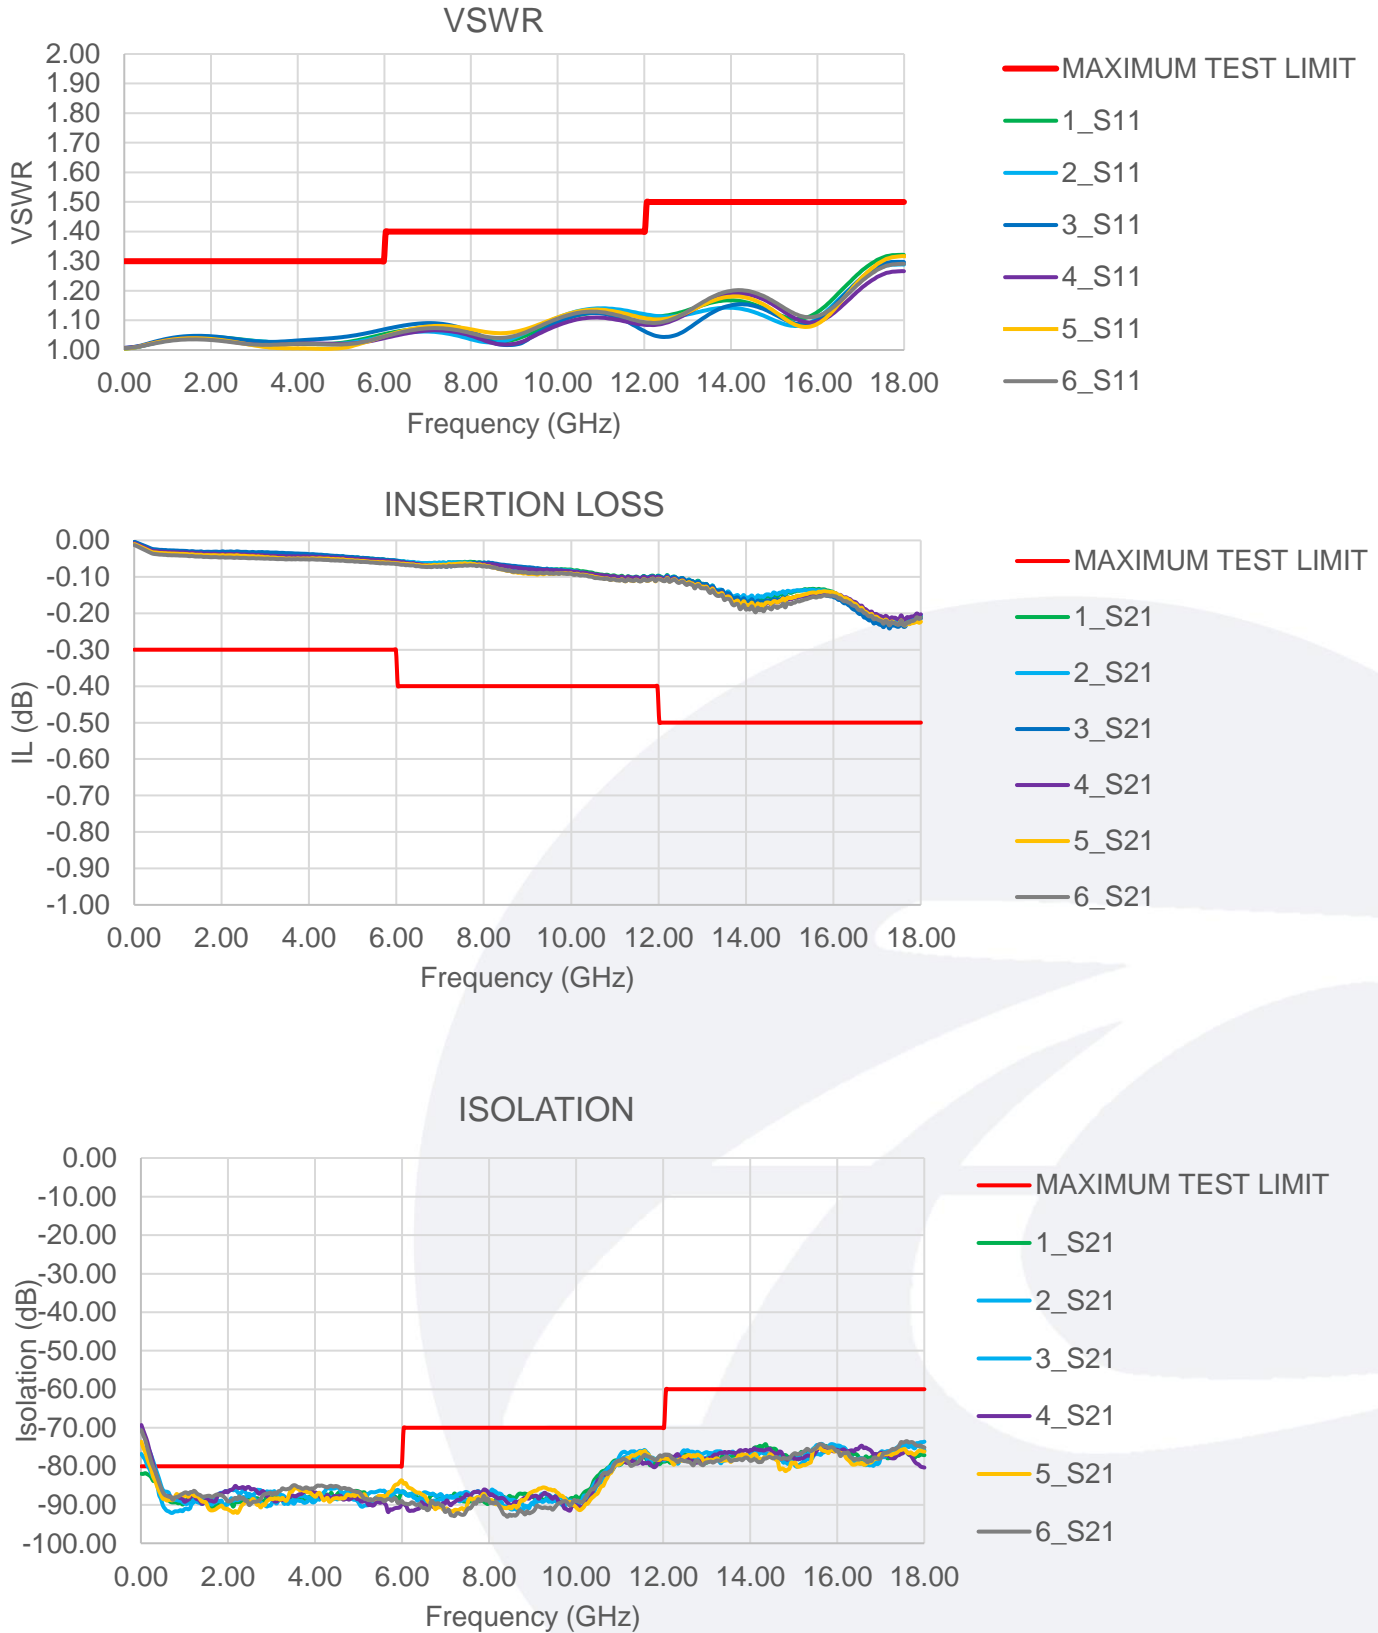 VSWR
2.00
1.90
1.80
1.70
1.60
1.50
1.40
1.30
1.20
1.10
1.00
VSWR
0.00 2.00 4.00 6.00 8.00 10.00 12.00 14.00 16.00 18.00
Frequency (GHz)
MAXIMUM TEST LIMIT
1_S11
2_S11
3_S11
4_S11
5_S11
6_S11
INSERTION LOSS
0.00
-0.10
-0.20
-0.30
-0.40
-0.50
-0.60
-0.70
-0.80
-0.90
-1.00
IL (dB)
0.00 2.00 4.00 6.00 8.00 10.00 12.00 14.00 16.00 18.00
Frequency (GHz)
MAXIMUM TEST LIMIT
1_S21
2_S21
3_S21
4_S21
5_S21
6_S21
ISOLATION
0.00
-10.00
-20.00
-30.00
-40.00
-50.00
-60.00
-70.00
-80.00
-90.00
-100.00
Isolation (dB)
0.00 2.00 4.00 6.00 8.00 10.00 12.00 14.00 16.00 18.00
Frequency (GHz)
MAXIMUM TEST LIMIT
1_S21
2_S21
3_S21
4_S21
5_S21
6_S21